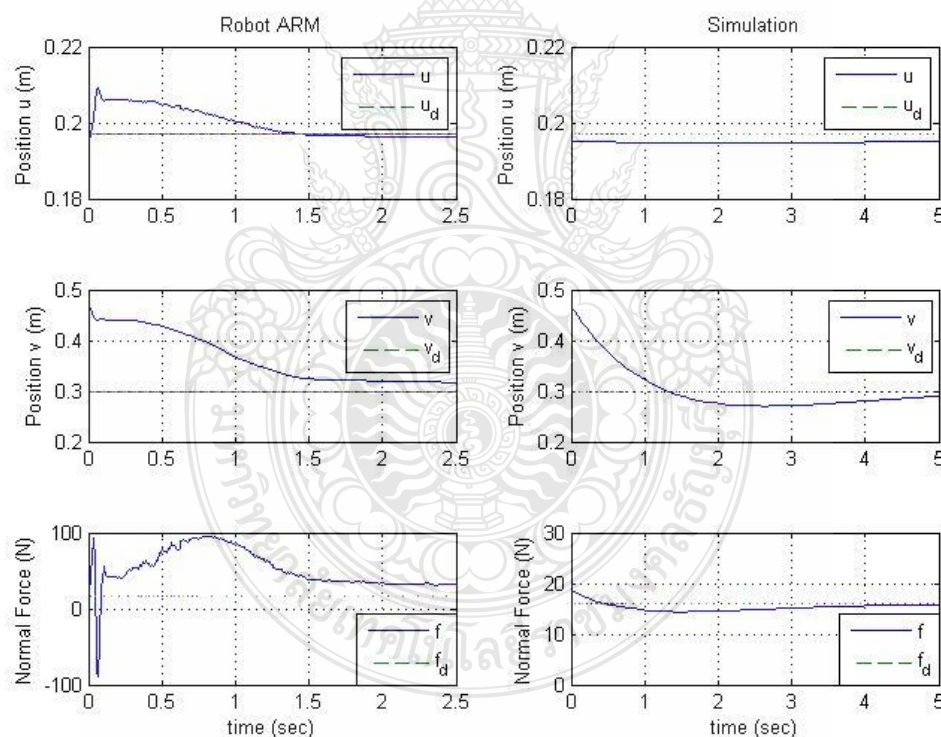 Robot ARM
Simulation
Position u (m)
0.22
0.2
0.18
0 0.5 1 1.5 2 2.5
u
u_d
Position u (m)
0.22
0.2
0.18
0 1 2 3 4 5
u
u_d
Position v (m)
0.5
0.4
0.3
0.2
0 0.5 1 1.5 2 2.5
v
v_d
Position v (m)
0.5
0.4
0.3
0.2
0 1 2 3 4 5
v
v_d
Normal Force (N)
100
0
-100
0 0.5 1 1.5 2 2.5
time (sec)
f
f_d
Normal Force (N)
30
20
10
0
0 1 2 3 4 5
time (sec)
f
f_d